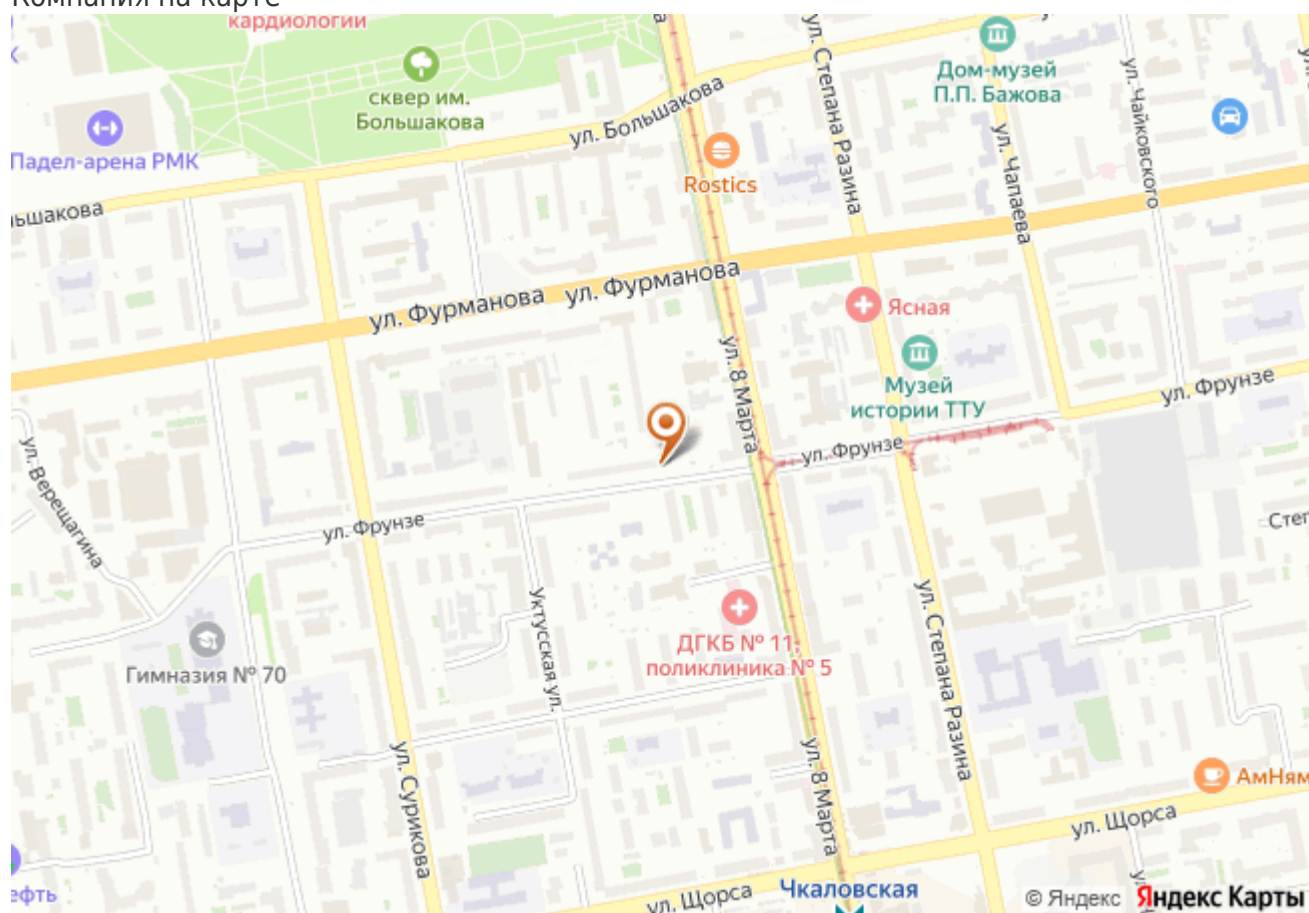 Компания на карте
кардиологии
сквер им.
Большакова
Падел-арена РМК
ул. Большакова
Rostics
ул. Степана Разина
Дом-музей
П.П. Бажова
ул. Чайковского
ул. Чапаева
ул. Фурманова
ул. Фурманова
Ясная
ул. 8 Марта
Музей
истории ТТУ
ул. Фрунзе
ул. Фрунзе
ул. Верещагина
ул. Фрунзе
Уктусская ул.
ДГКБ № 11,
поликлиника № 5
Гимназия № 70
ул. Степана Разина
ул. Сурикова
ул. 8 Марта
АмНям
ул. Щорса
ул. Щорса
Чкаловская
© Яндекс Яндекс Карты